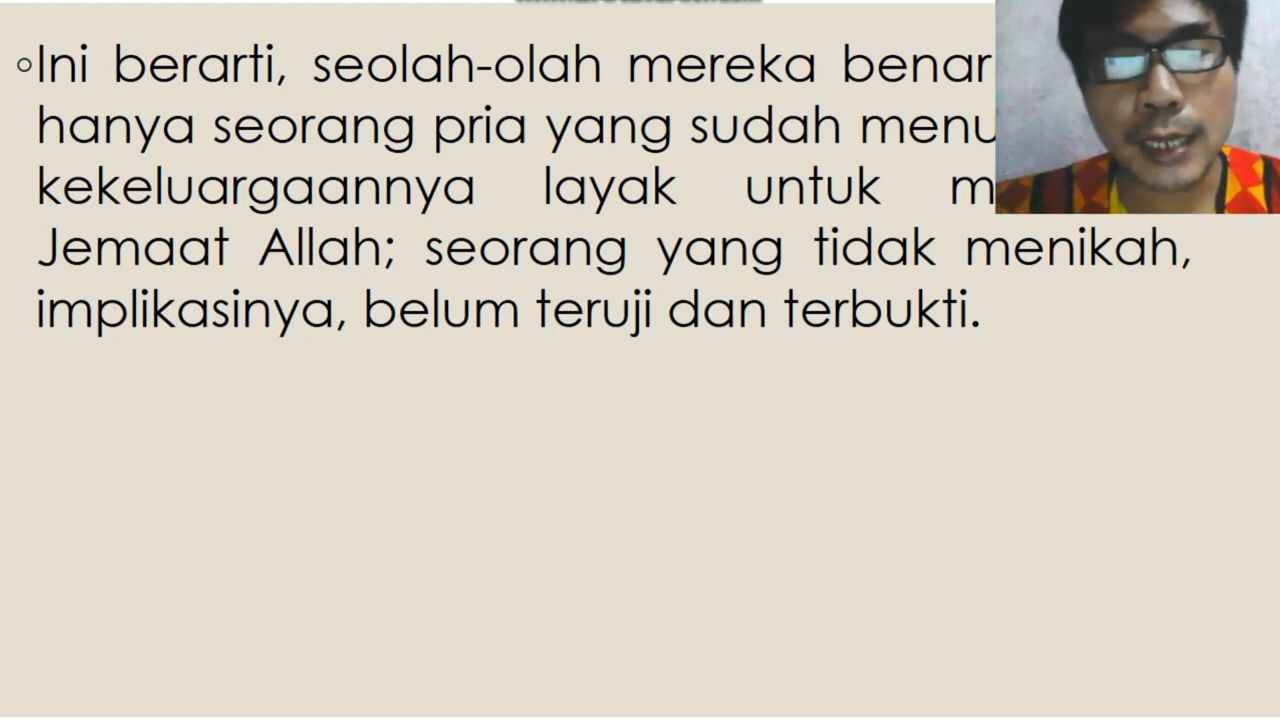 ◦Ini berarti, seolah-olah mereka benar
hanya seorang pria yang sudah
kekeluargaannya layak untuk
Jemaat Allah; seorang yang tidak menikah,
implikasinya, belum teruji dan terbukti.